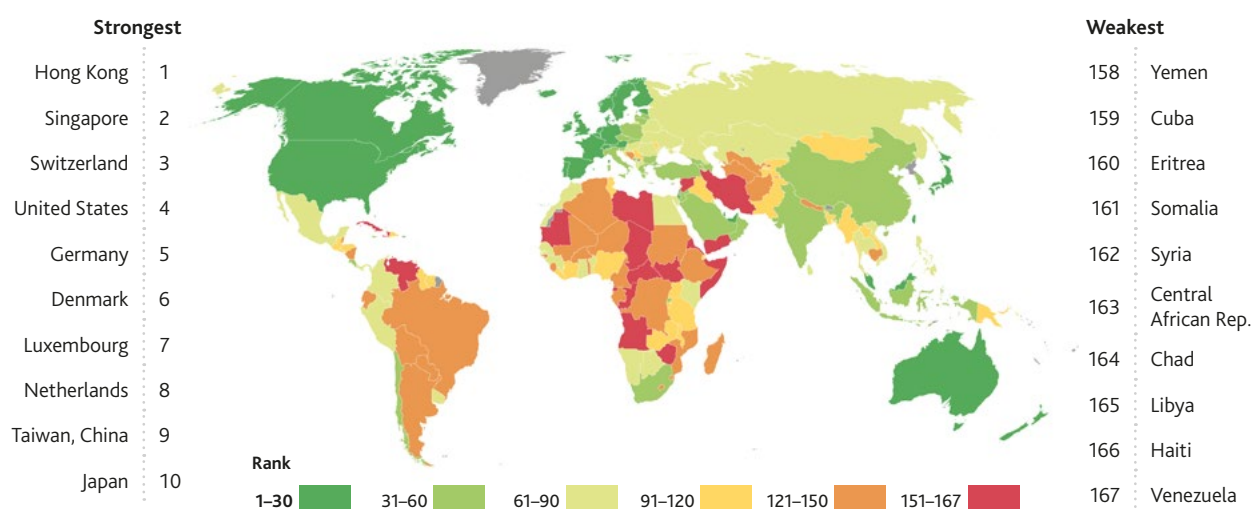 Strongest
Hong Kong 1
Singapore 2
Switzerland 3
United States 4
Germany 5
Denmark 6
Luxembourg 7
Netherlands 8
Taiwan, China 9
Japan 10
Rank
1–30 31–60 61–90 91–120 121–150 151–167
Weakest
158 Yemen
159 Cuba
160 Eritrea
161 Somalia
162 Syria
163 Central
African Rep.
164 Chad
165 Libya
166 Haiti
167 Venezuela